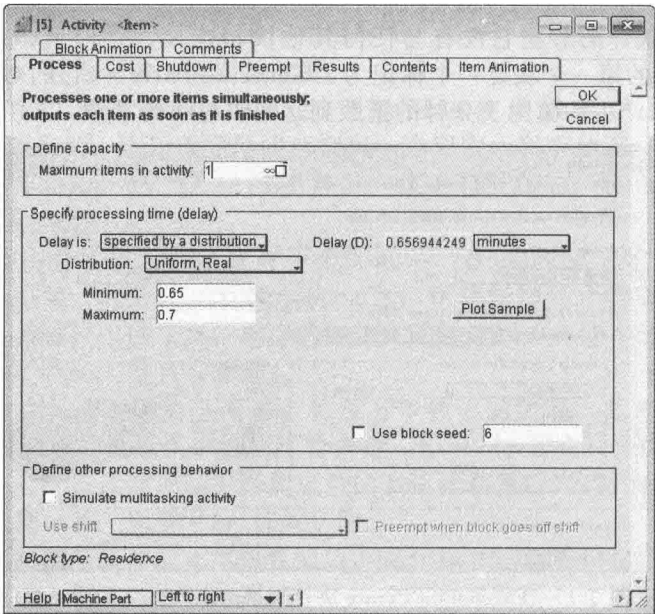 [5] Activity <Item>
Block Animation Comments
Process Cost Shutdown Preempt Results Contents Item Animation
Processes one or more items simultaneously;
outputs each item as soon as it is finished
OK
Cancel
Define capacity
Maximum items in activity: 1 ∞
Specify processing time (delay)
Delay is: specified by a distribution Delay (D): 0.656944249 minutes
Distribution: Uniform, Real
Minimum: 0.65
Maximum: 0.7
Plot Sample
Use block seed: 6
Define other processing behavior
Simulate multitasking activity
Use shift Preempt when block goes off shift
Block type: Residence
Help Machine Part Left to right